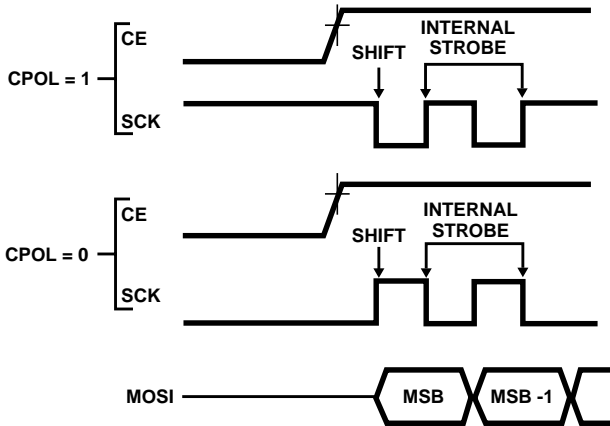 CE
INTERNAL
STROBE
SHIFT
CPOL = 1
SCK
CE
INTERNAL
STROBE
SHIFT
CPOL = 0
SCK
MOSI
MSB
MSB -1